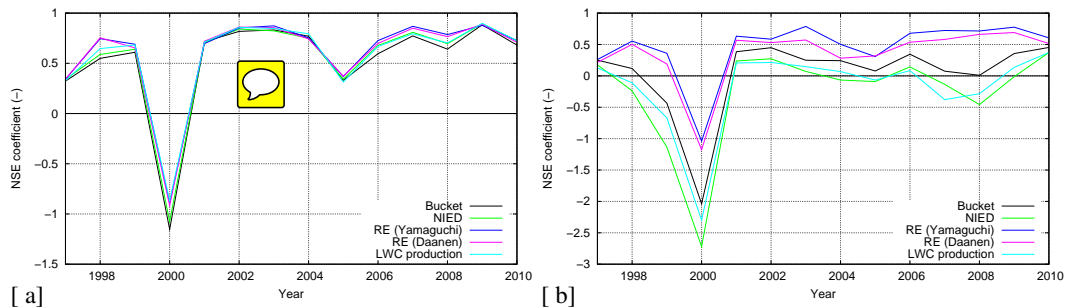 1
0.5
0
−0.5
−1
−1.5
NSE coefficient (−)
1998 2000 2002 2004 2006 2008 2010
Year
Bucket
NIED
RE (Yamaguchi)
RE (Daanen)
LWC production
[ a]
1
0.5
0
−0.5
−1
−1.5
−2
−2.5
−3
NSE coefficient (−)
1998 2000 2002 2004 2006 2008 2010
Year
Bucket
NIED
RE (Yamaguchi)
RE (Daanen)
LWC production
[ b]